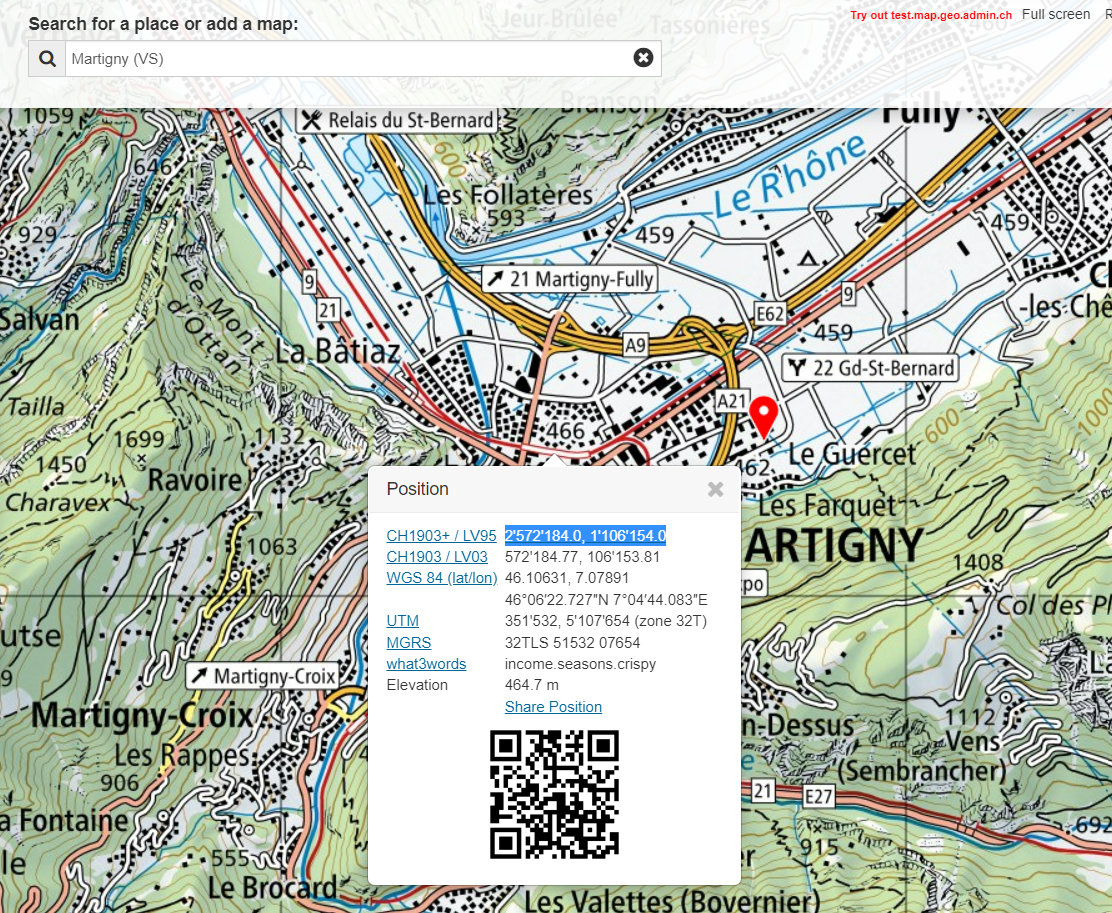 Search for a place or add a map:
Try out test.map.geo.admin.ch Full screen
Martigny (VS)
1047
Jeur Brûlée
Tassonières
1059
Relais du St-Bernard
Branson
Fully
600
646
Les Follatères
593
Le Rhône
929
459
459
21 Martigny-Fully
9
21
Le Mont
d'Ottan
9
E62
-les-Chê
Salvan
La Bâtiaz
A9
459
22 Gd-St-Bernard
Tailla
A21
600
1699
1132
466
1450
Charavex
Ravoire
462
Le Guercet
Les Farquet
Position
CH1903+ / LV95 2'572'184.0, 1'106'154.0
CH1903 / LV03 572'184.77, 106'153.81
WGS 84 (lat/lon) 46.10631, 7.07891
46°06'22.727"N 7°04'44.083"E
UTM 351'532, 5'107'654 (zone 32T)
MGRS 32TLS 51532 07654
what3words income.seasons.crispy
Elevation 464.7 m
Share Position
ARTIGNY
1063
1408
xpo
Col des Pl
utse
Martigny-Croix
Martigny-Croix
Les Rappes
906
n-Dessus
1112
Vens
(Sembrancher)
21
E27
a Fontaine
692
915
555
Le Brocard
Les Valettes (Bovernier)